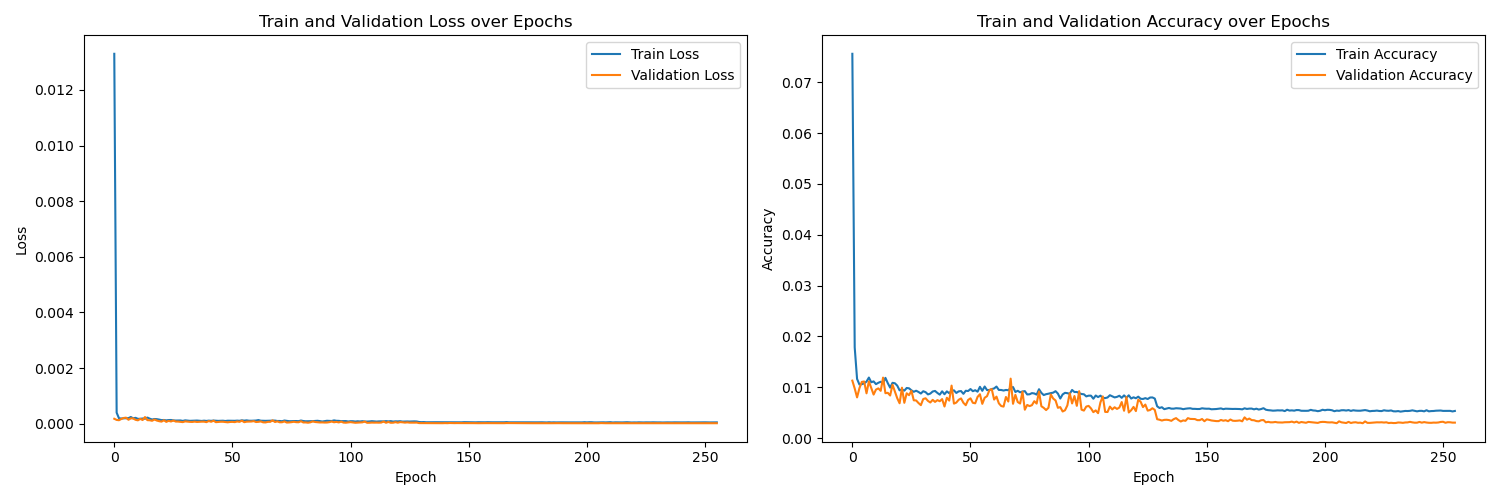 Train and Validation Loss over Epochs
Train Loss
Validation Loss
0.012
0.010
0.008
0.006
0.004
0.002
0.000
Loss
0
50
100
150
200
250
Epoch
Train and Validation Accuracy over Epochs
Train Accuracy
Validation Accuracy
0.07
0.06
0.05
0.04
0.03
0.02
0.01
0.00
Accuracy
0
50
100
150
200
250
Epoch